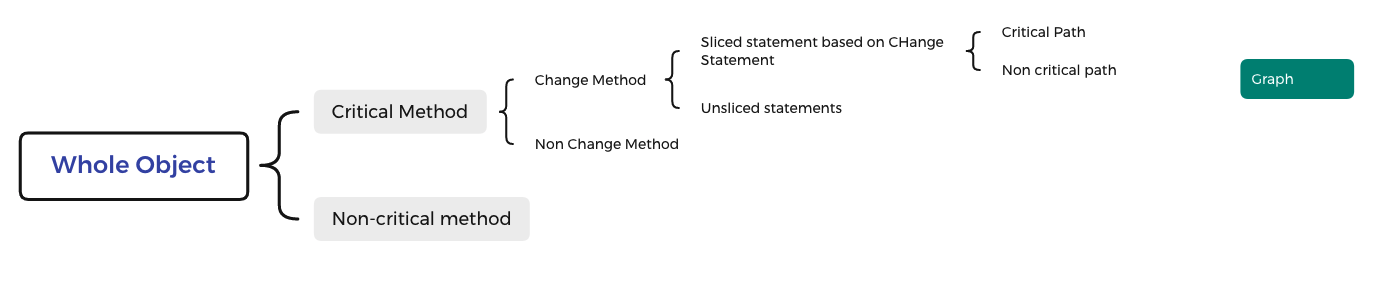 Whole Object
Critical Method
Change Method
Sliced statement based on CHange
Statement
Critical Path
Non critical path
Unsliced statements
Non Change Method
Non-critical method
Graph